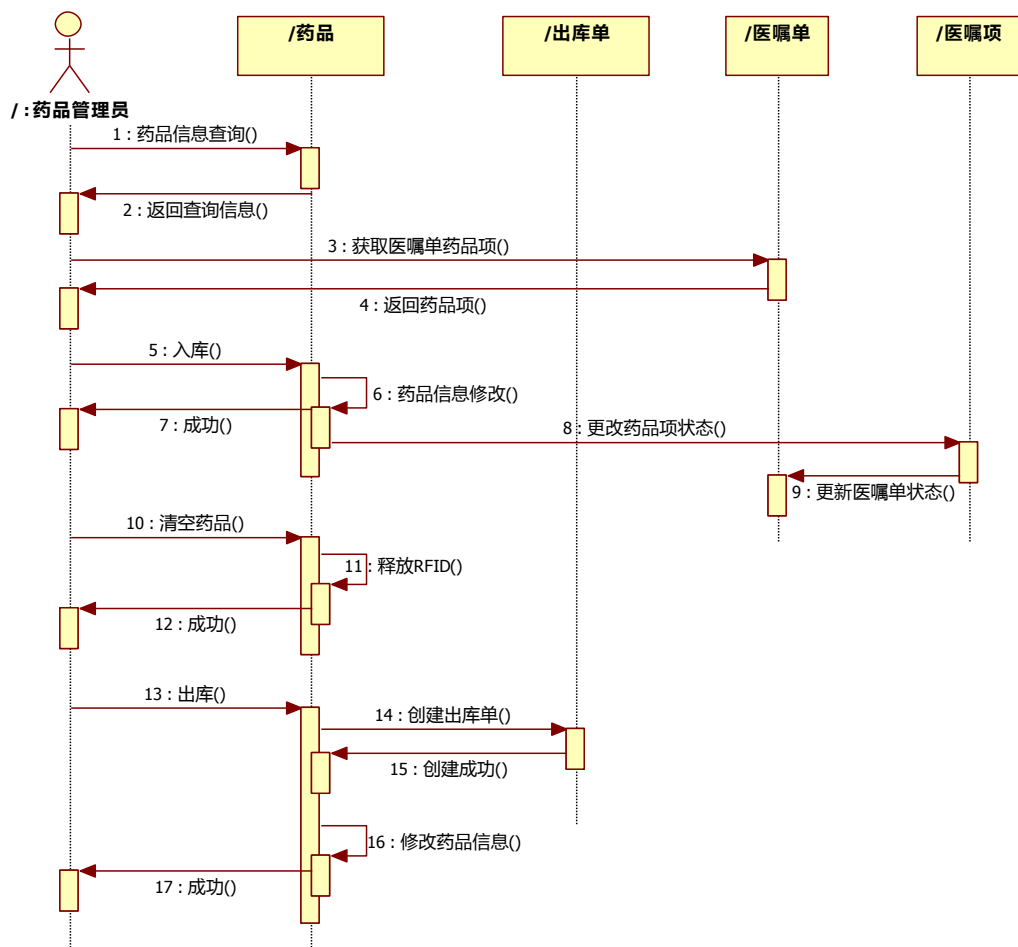 /药品
/出库单
/医嘱单
/医嘱项
/ : 药品管理员
1 : 药品信息查询()
2 : 返回查询信息()
3 : 获取医嘱单药品项()
4 : 返回药品项()
5 : 入库()
6 : 药品信息修改()
7 : 成功()
8 : 更改药品项状态()
9 : 更新医嘱单状态()
10 : 清空药品()
11 : 释放RFID()
12 : 成功()
13 : 出库()
14 : 创建出库单()
15 : 创建成功()
16 : 修改药品信息()
17 : 成功()